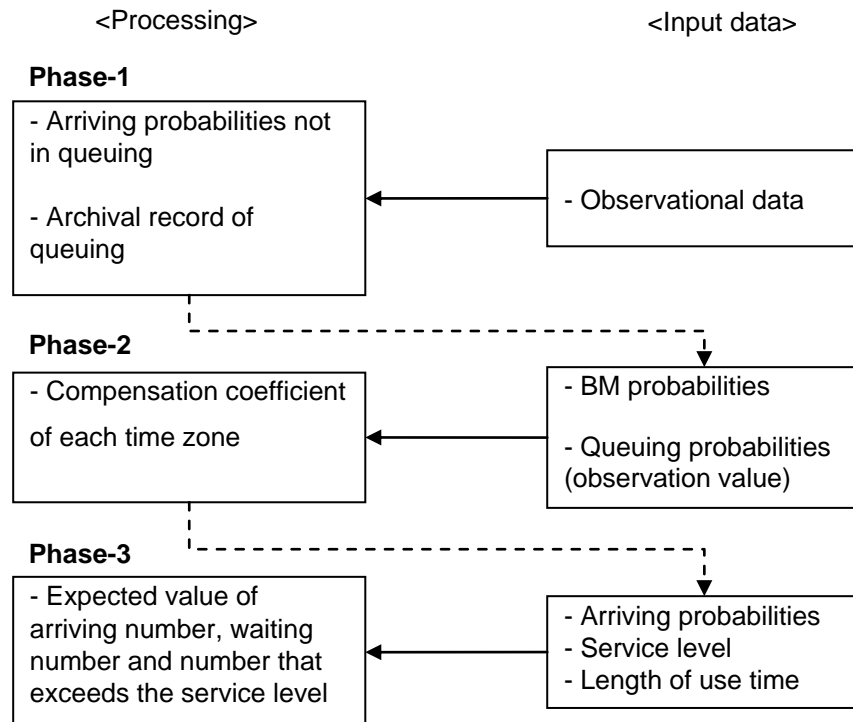 <Processing>
<Input data>
Phase-1
- Arriving probabilities not
in queuing
- Archival record of
queuing
- Observational data
Phase-2
- Compensation coefficient
of each time zone
- BM probabilities
- Queuing probabilities
(observation value)
Phase-3
- Expected value of
arriving number, waiting
number and number that
exceeds the service level
- Arriving probabilities
- Service level
- Length of use time